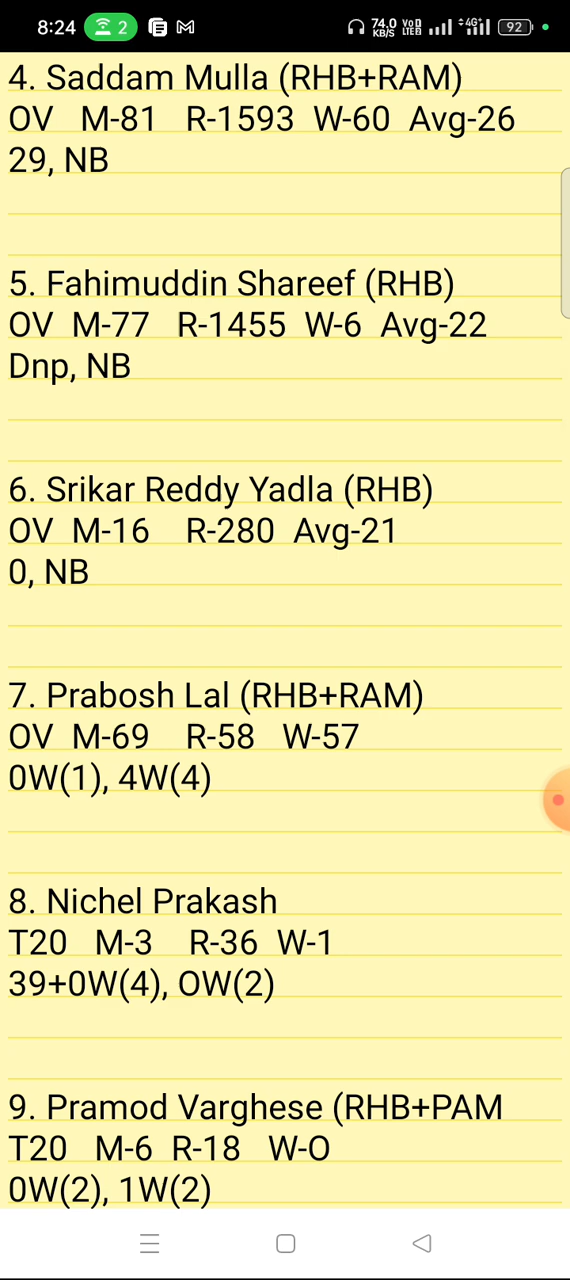 8:24 2 74.0 KB/S VoD LTE2 4G 92
4. Saddam Mulla (RHB+RAM)
OV M-81 R-1593 W-60 Avg-26
29, NB
5. Fahimuddin Shareef (RHB)
OV M-77 R-1455 W-6 Avg-22
Dnp, NB
6. Srikar Reddy Yadla (RHB)
OV M-16 R-280 Avg-21
0, NB
7. Prabosh Lal (RHB+RAM)
OV M-69 R-58 W-57
0W(1), 4W(4)
8. Nichel Prakash
T20 M-3 R-36 W-1
39+0W(4), OW(2)
9. Pramod Varghese (RHB+PAM
T20 M-6 R-18 W-O
0W(2), 1W(2)